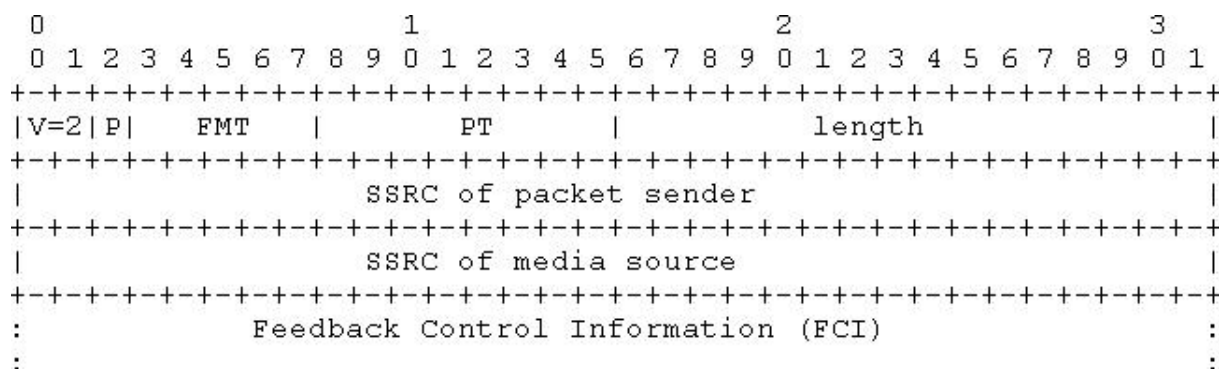 0                   1                   2                   3
 0 1 2 3 4 5 6 7 8 9 0 1 2 3 4 5 6 7 8 9 0 1 2 3 4 5 6 7 8 9 0 1
+-+-+-+-+-+-+-+-+-+-+-+-+-+-+-+-+-+-+-+-+-+-+-+-+-+-+-+-+-+-+-+-+
|V=2|P|   FMT   |       PT      |          length               |
+-+-+-+-+-+-+-+-+-+-+-+-+-+-+-+-+-+-+-+-+-+-+-+-+-+-+-+-+-+-+-+-+
|                  SSRC of packet sender                        |
+-+-+-+-+-+-+-+-+-+-+-+-+-+-+-+-+-+-+-+-+-+-+-+-+-+-+-+-+-+-+-+-+
|                  SSRC of media source                         |
+-+-+-+-+-+-+-+-+-+-+-+-+-+-+-+-+-+-+-+-+-+-+-+-+-+-+-+-+-+-+-+-+
:            Feedback Control Information (FCI)                 :
:                                                               :